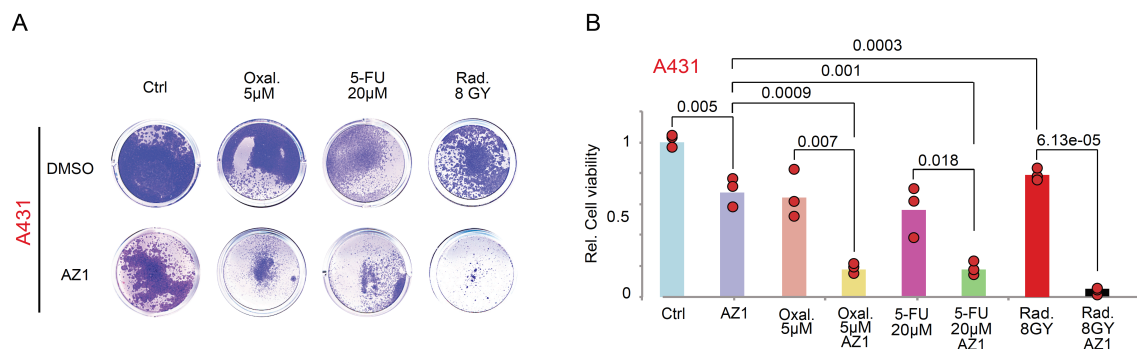 A
Ctrl
Oxal.
5µM
5-FU
20µM
Rad.
8 GY
A431
DMSO
AZ1
B
A431
0.0003
0.001
0.0009
0.005
0.007
0.018
6.13e-05
Rel. Cell viability
1
0.5
0
Ctrl
AZ1
Oxal.
5µM
Oxal.
5µM
AZ1
5-FU
20µM
5-FU
20µM
AZ1
Rad.
8GY
Rad.
8GY
AZ1